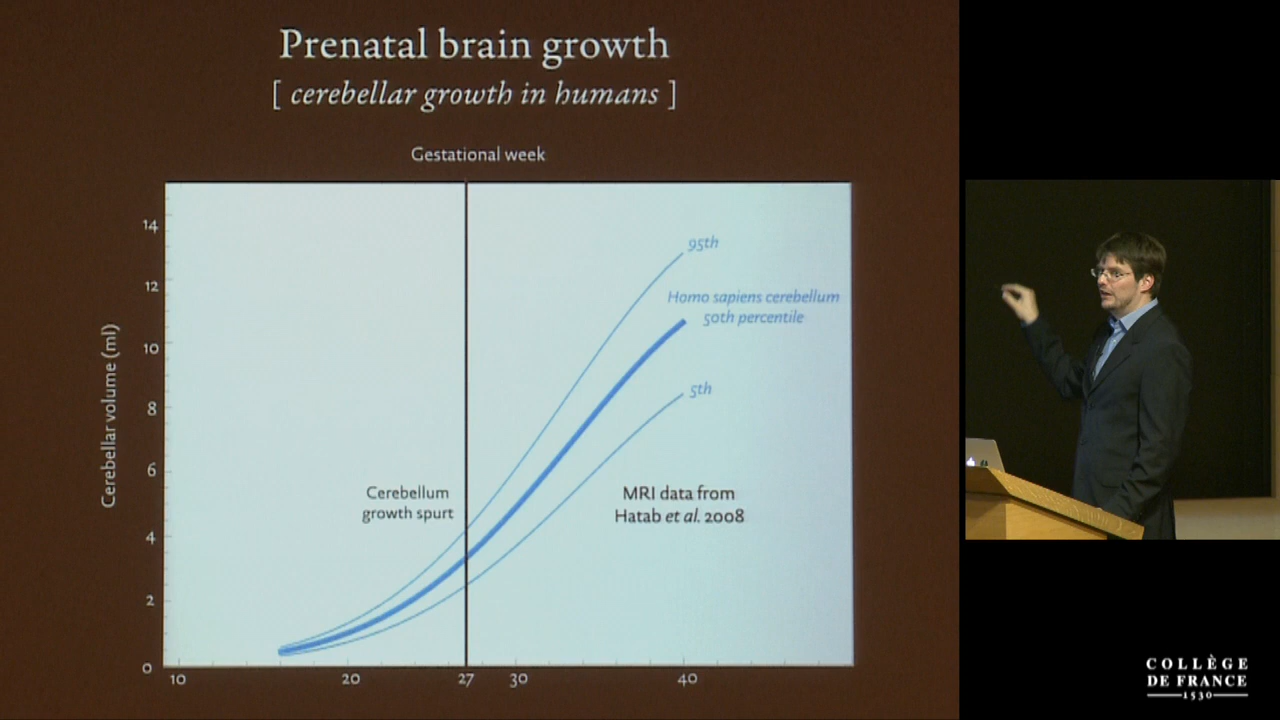 Prenatal brain growth
[ cerebellar growth in humans ]
Gestational week
Cerebellar volume (ml)
14
12
10
8
6
4
2
0
95th
Homo sapiens cerebellum
50th percentile
5th
Cerebellum
growth spurt
MRI data from
Hatab et al. 2008
10
20
27
30
40
COLLÈGE
DE FRANCE
1530